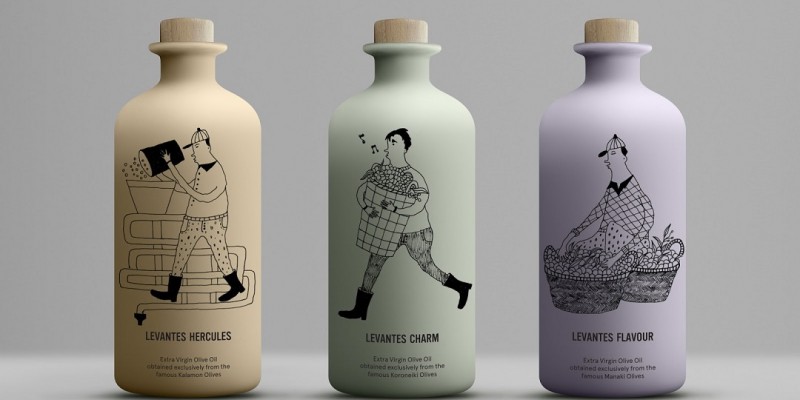 LEVANTES HERCULES
Extra Virgin Olive Oil
obtained exclusively from the
famous Kalamon Olives
LEVANTES CHARM
Extra Virgin Olive Oil
obtained exclusively from the
famous Koroneiki Olives
LEVANTES FLAVOUR
Extra Virgin Olive Oil
obtained exclusively from the
famous Manaki Olives